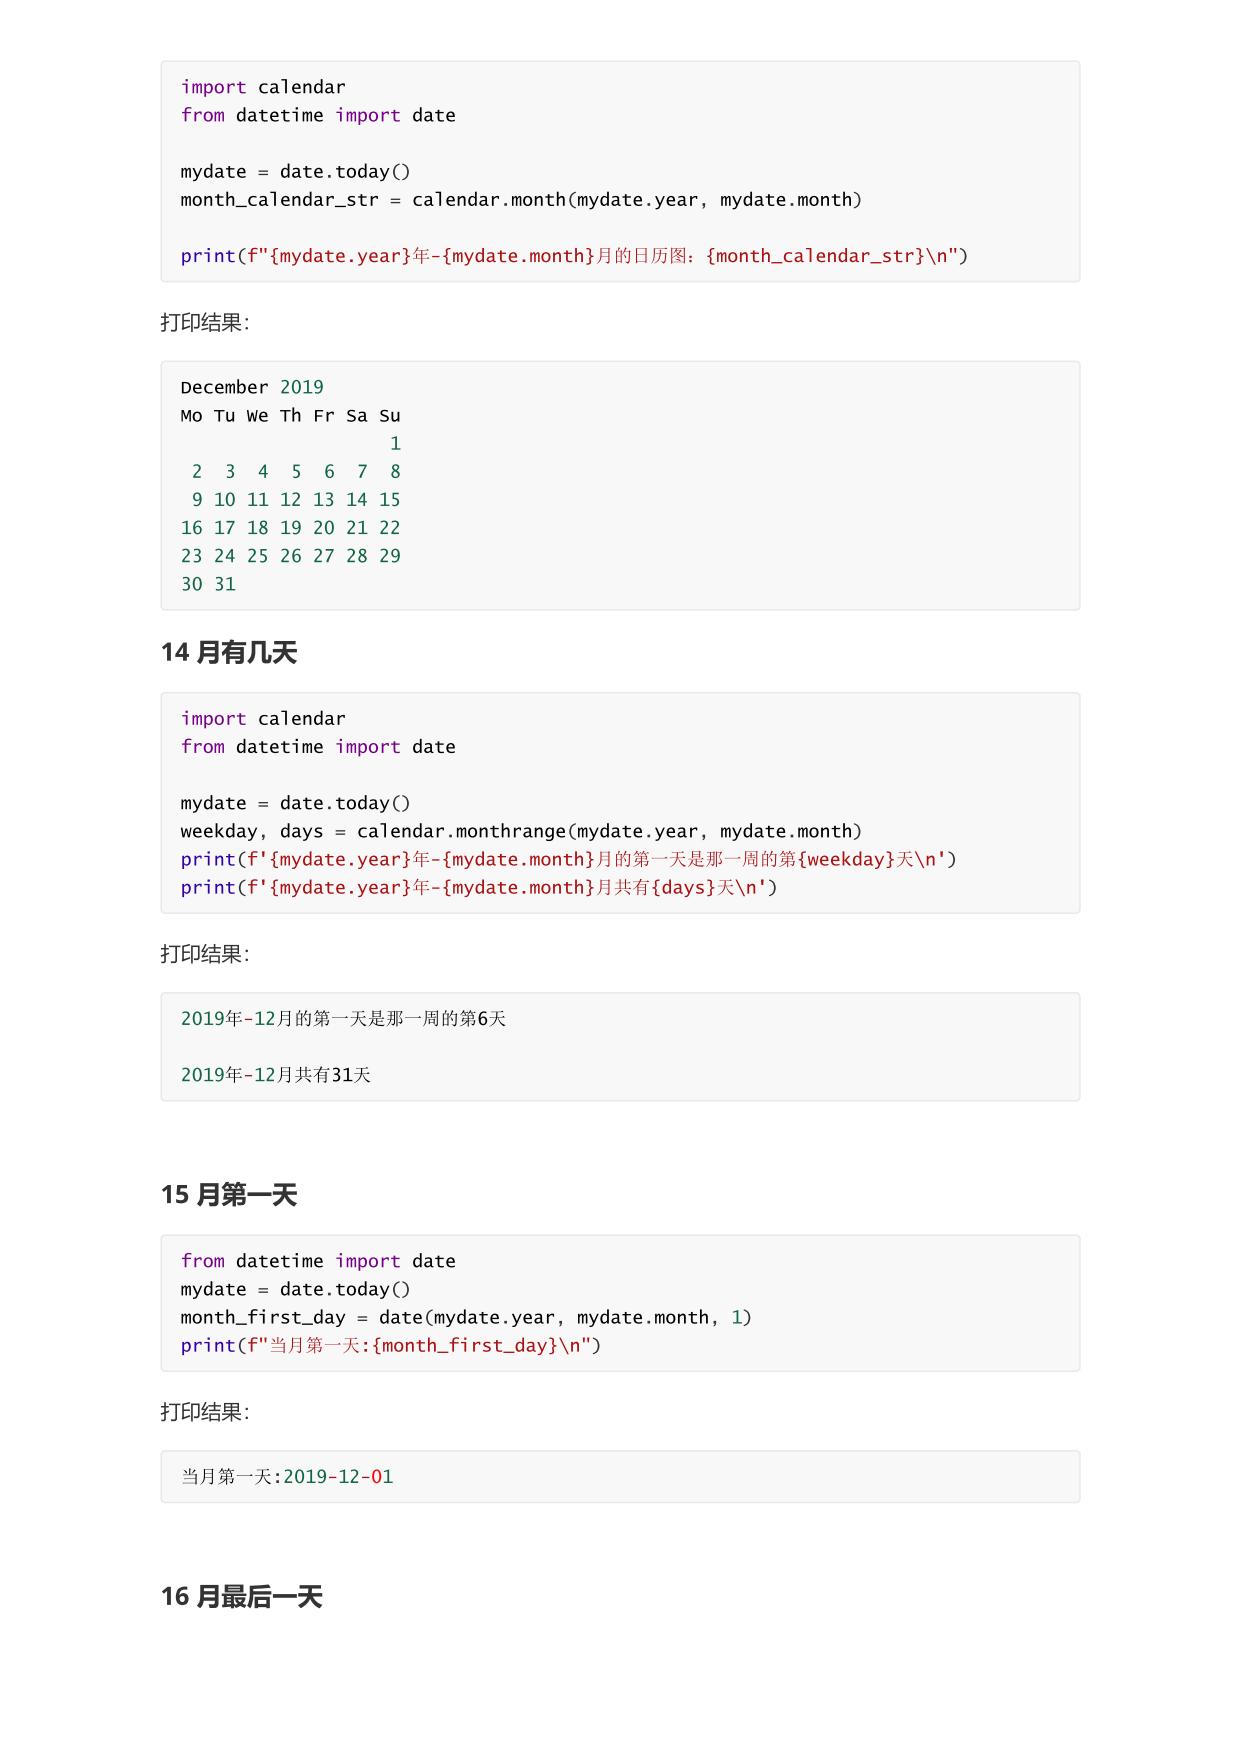 import calendar
from datetime import date
mydate = date.today()
month_calendar_str = calendar.month(mydate.year, mydate.month)
print(f"{mydate.year}年-{mydate.month}月的日历图：{month_calendar_str}\n")
打印结果：
December 2019
Mo Tu We Th Fr Sa Su
                   1
 2  3  4  5  6  7  8
 9 10 11 12 13 14 15
16 17 18 19 20 21 22
23 24 25 26 27 28 29
30 31
14 月有几天
import calendar
from datetime import date
mydate = date.today()
weekday, days = calendar.monthrange(mydate.year, mydate.month)
print(f'{mydate.year}年-{mydate.month}月的第一天是那一周的第{weekday}天\n')
print(f'{mydate.year}年-{mydate.month}月共有{days}天\n')
打印结果：
2019年-12月的第一天是那一周的第6天
2019年-12月共有31天
15 月第一天
from datetime import date
mydate = date.today()
month_first_day = date(mydate.year, mydate.month, 1)
print(f"当月第一天:{month_first_day}\n")
打印结果：
当月第一天:2019-12-01
16 月最后一天